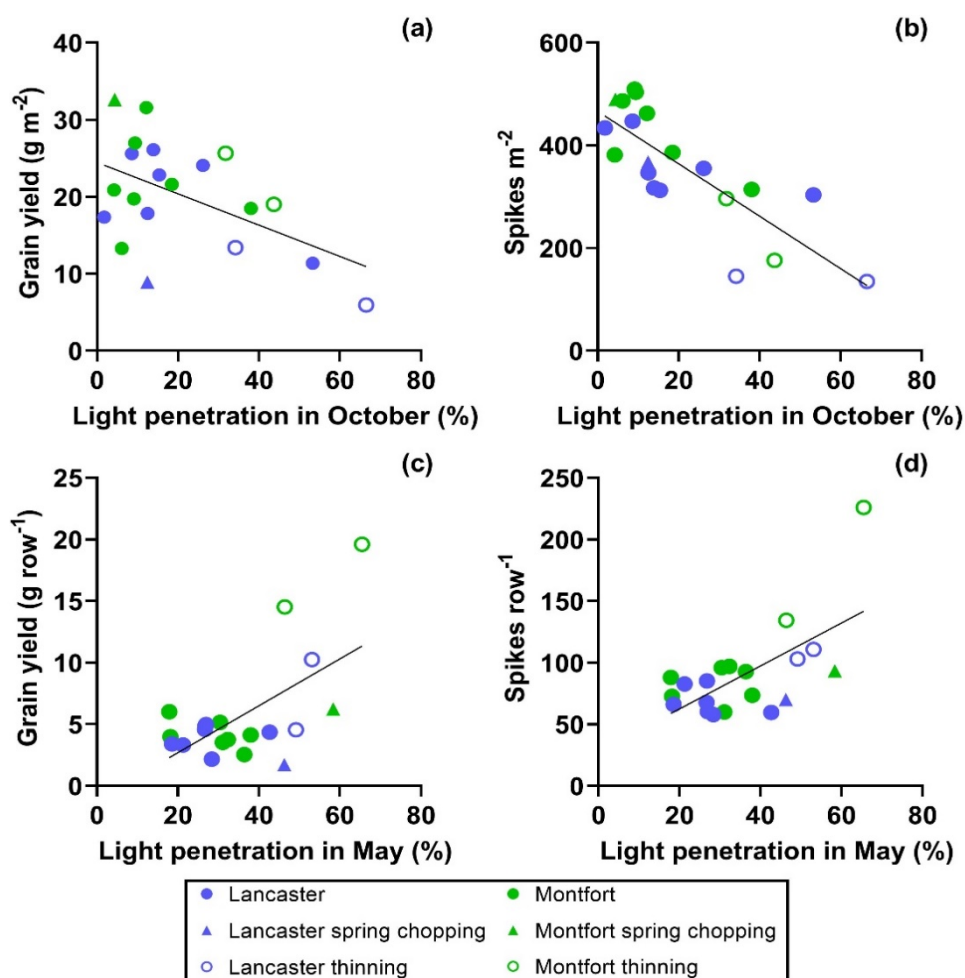 (a)
Grain yield (g m⁻²)
40
30
20
10
0
0 20 40 60 80
Light penetration in October (%)
(b)
Spikes m⁻²
600
400
200
0
0 20 40 60 80
Light penetration in October (%)
(c)
Grain yield (g row⁻¹)
25
20
15
10
5
0
0 20 40 60 80
Light penetration in May (%)
(d)
Spikes row⁻¹
250
200
150
100
50
0
0 20 40 60 80
Light penetration in May (%)
Lancaster
Montfort
Lancaster spring chopping
Montfort spring chopping
Lancaster thinning
Montfort thinning